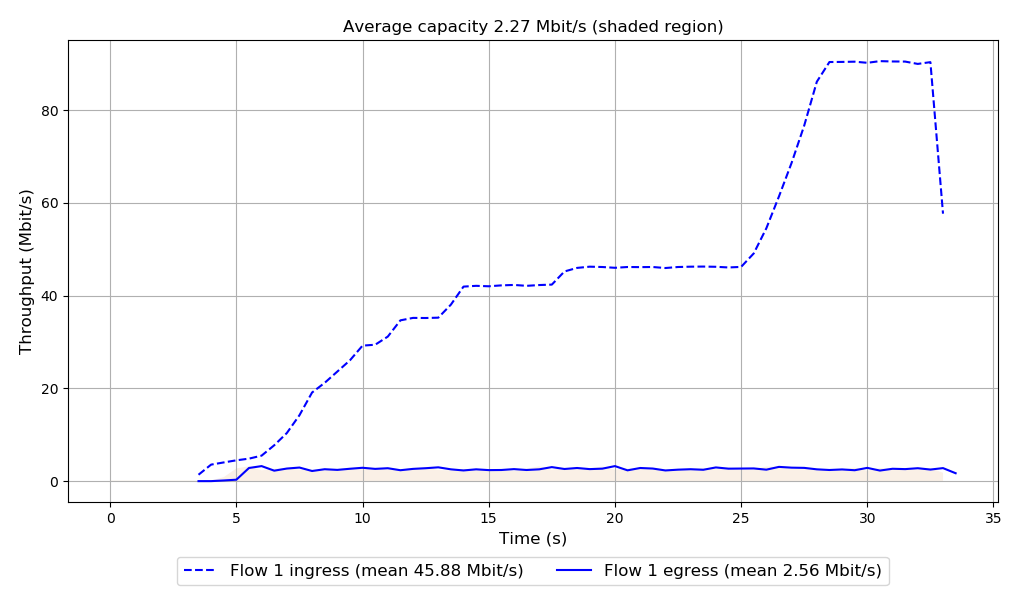 Average capacity 2.27 Mbit/s (shaded region)
Throughput (Mbit/s)
80
60
40
20
0
0 5 10 15 20 25 30 35
Time (s)
Flow 1 ingress (mean 45.88 Mbit/s) Flow 1 egress (mean 2.56 Mbit/s)